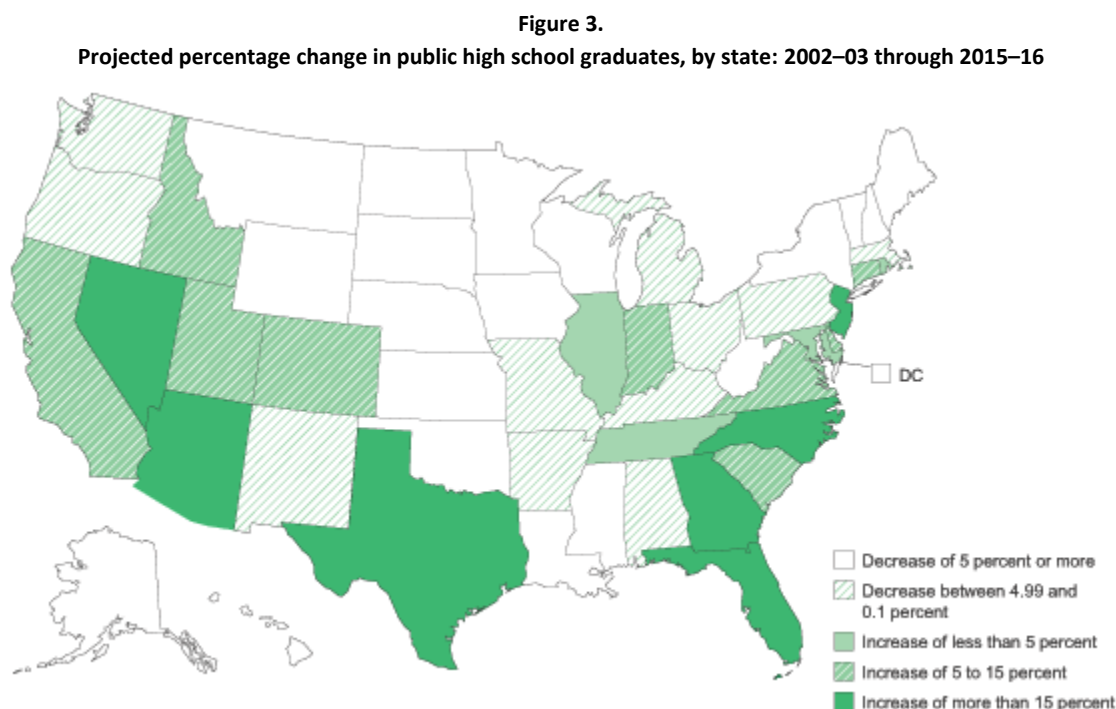 Figure 3.
Projected percentage change in public high school graduates, by state: 2002–03 through 2015–16
DC
Decrease of 5 percent or more
Decrease between 4.99 and
0.1 percent
Increase of less than 5 percent
Increase of 5 to 15 percent
Increase of more than 15 percent